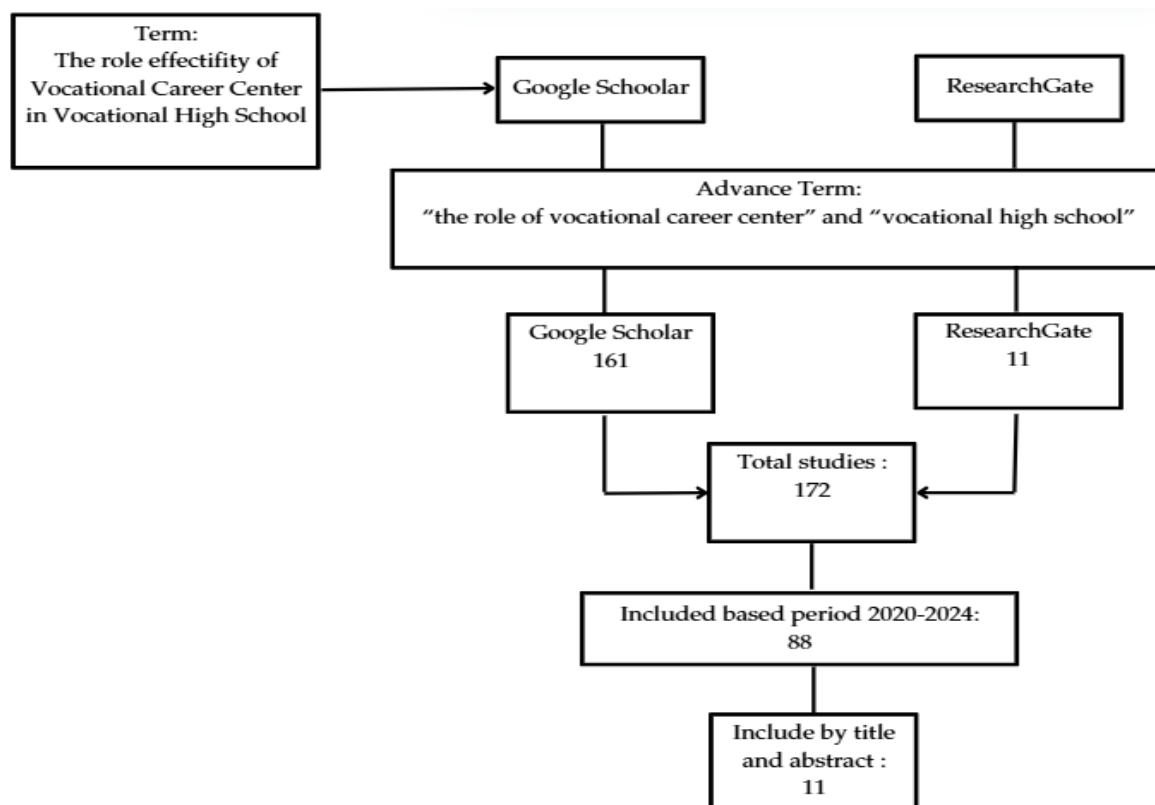 Term:
The role effectifity of
Vocational Career Center
in Vocational High School
Google Schoolar
ResearchGate
Advance Term:
“the role of vocational career center” and “vocational high school”
Google Scholar
161
ResearchGate
11
Total studies :
172
Included based period 2020-2024:
88
Include by title
and abstract :
11